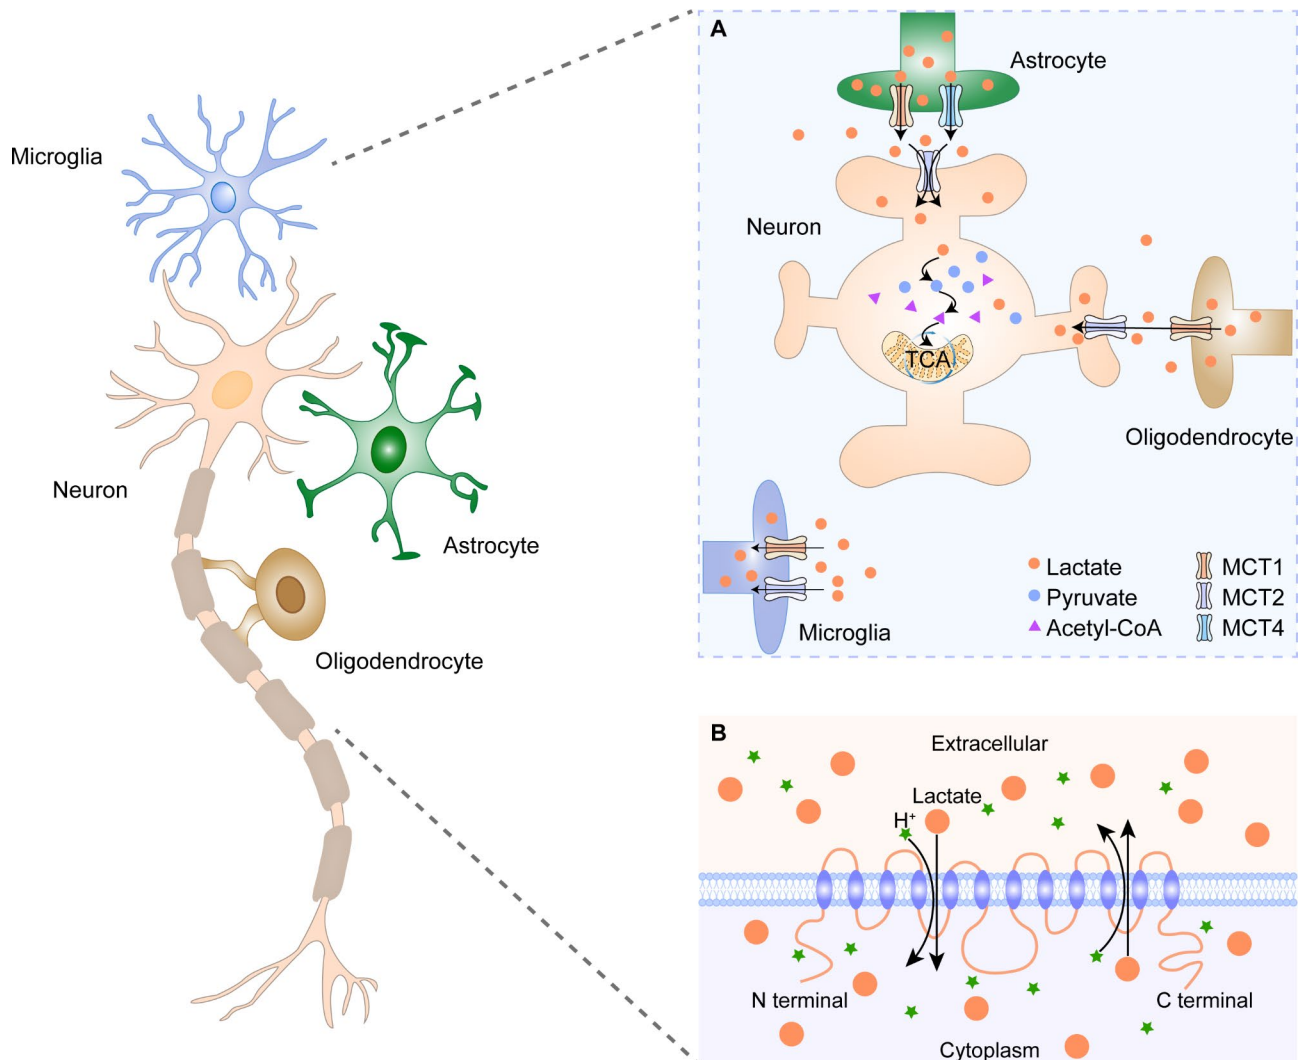 Microglia
Neuron
Astrocyte
Oligodendrocyte
A
Astrocyte
Neuron
TCA
Oligodendrocyte
Microglia
Lactate
Pyruvate
Acetyl-CoA
MCT1
MCT2
MCT4
B
Extracellular
Lactate
H⁺
N terminal
C terminal
Cytoplasm